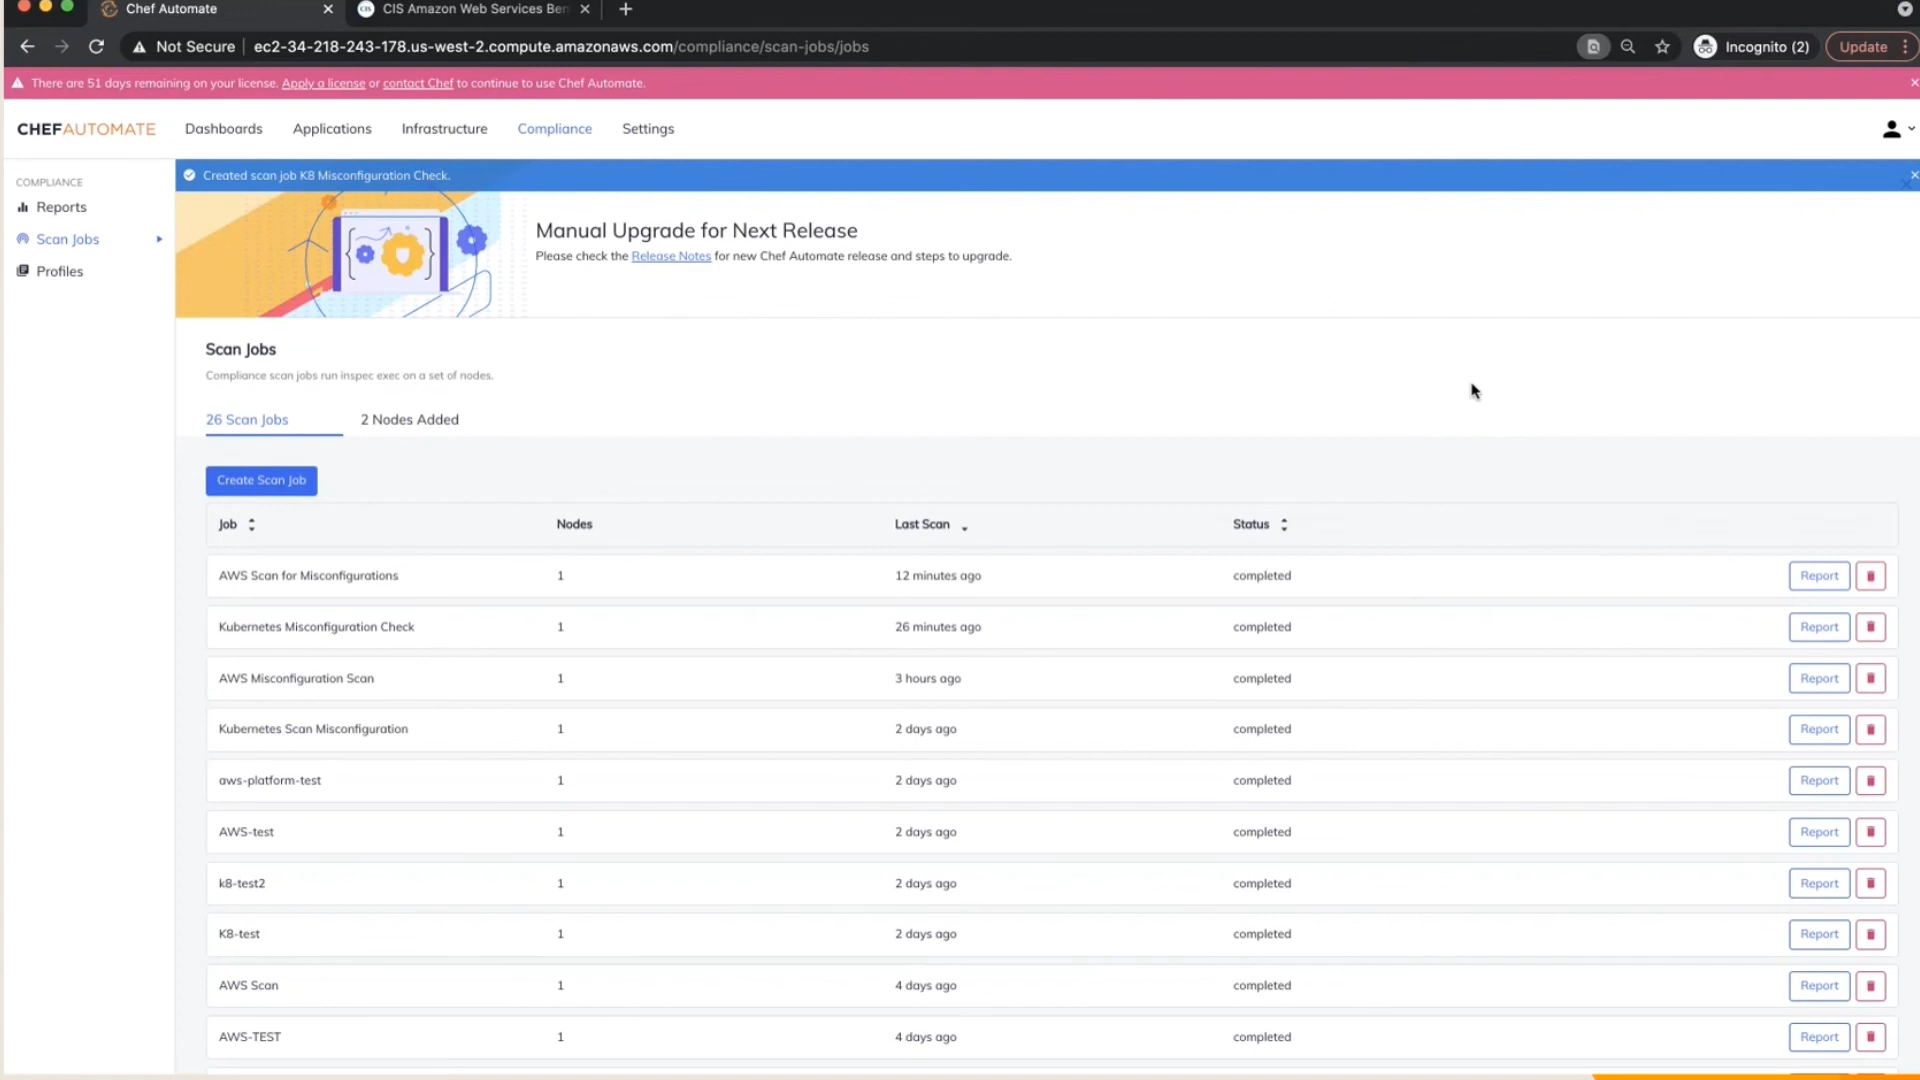 Chef Automate
CIS Amazon Web Services Ben
Not Secure
ec2-34-218-243-178.us-west-2.compute.amazonaws.com/compliance/scan-jobs/jobs
Incognito (2)
Update
There are 51 days remaining on your license. Apply a license or contact Chef to continue to use Chef Automate.
CHEFAUTOMATE
Dashboards
Applications
Infrastructure
Compliance
Settings
COMPLIANCE
Reports
Scan Jobs
Profiles
Created scan job K8 Misconfiguration Check.
Manual Upgrade for Next Release
Please check the Release Notes for new Chef Automate release and steps to upgrade.
Scan Jobs
Compliance scan jobs run inspec exec on a set of nodes.
26 Scan Jobs
2 Nodes Added
Create Scan Job
Job Nodes Last Scan Status
AWS Scan for Misconfigurations 1 12 minutes ago completed Report
Kubernetes Misconfiguration Check 1 26 minutes ago completed Report
AWS Misconfiguration Scan 1 3 hours ago completed Report
Kubernetes Scan Misconfiguration 1 2 days ago completed Report
aws-platform-test 1 2 days ago completed Report
AWS-test 1 2 days ago completed Report
k8-test2 1 2 days ago completed Report
K8-test 1 2 days ago completed Report
AWS Scan 1 4 days ago completed Report
AWS-TEST 1 4 days ago completed Report